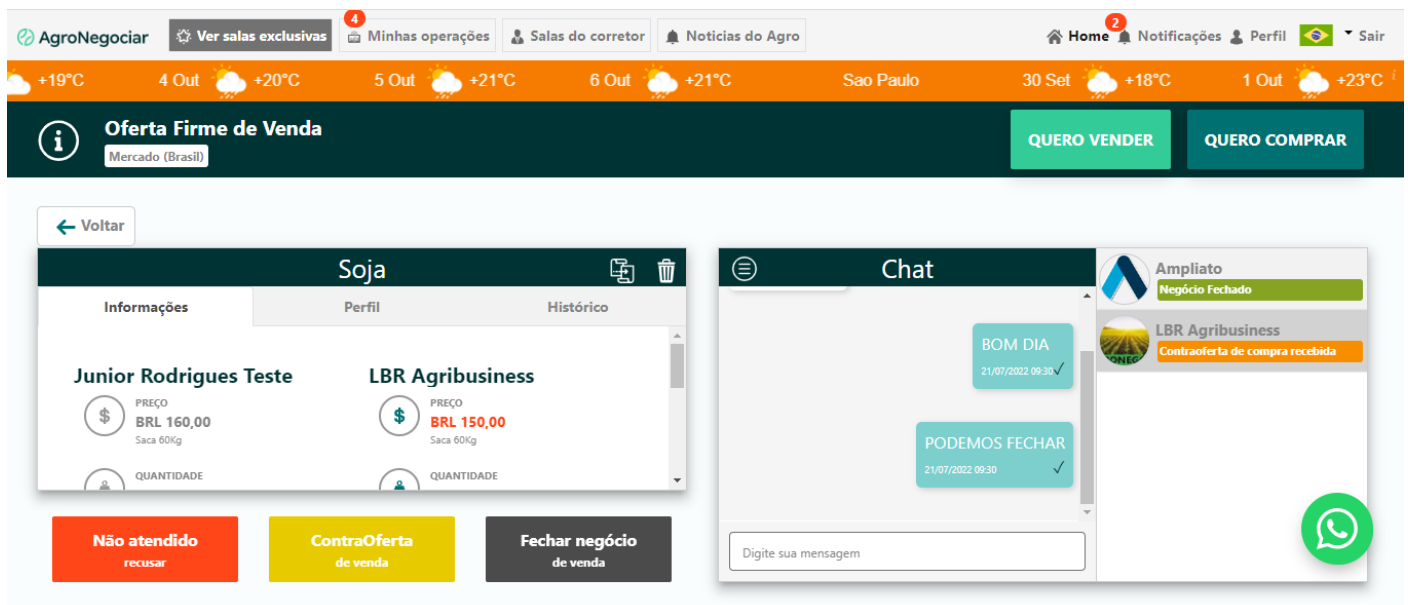 AgroNegociar
Ver salas exclusivas
4
Minhas operações
Salas do corretor
Noticias do Agro
Home
2
Notificações
Perfil
Sair
+19°C
4 Out
+20°C
5 Out
+21°C
6 Out
+21°C
Sao Paulo
30 Set
+18°C
1 Out
+23°C
i
Oferta Firme de Venda
Mercado (Brasil)
QUERO VENDER
QUERO COMPRAR
Voltar
Soja
Informações
Perfil
Histórico
Junior Rodrigues Teste
PREÇO
BRL 160,00
Saca 60Kg
QUANTIDADE
LBR Agribusiness
PREÇO
BRL 150,00
Saca 60Kg
QUANTIDADE
Não atendido
recusar
ContraOferta
de venda
Fechar negócio
de venda
Chat
BOM DIA
21/07/2022 09:30
PODEMOS FECHAR
21/07/2022 09:30
Digite sua mensagem
Ampliato
Negócio Fechado
LBR Agribusiness
Contraoferta de compra recebida